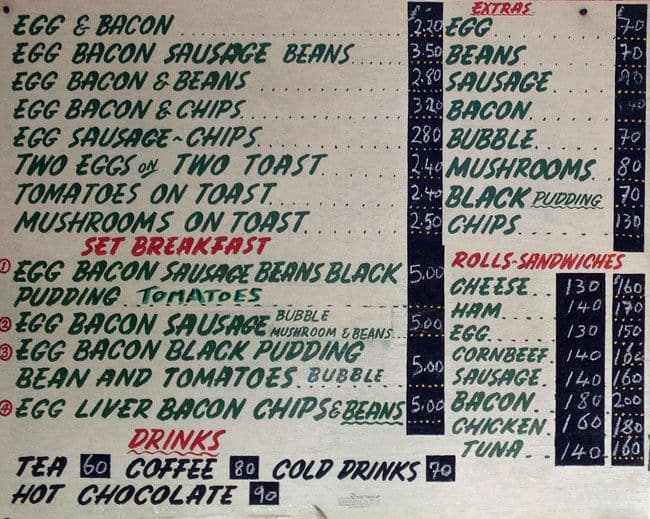 EGG & BACON 2.20
EGG BACON SAUSAGE BEANS 3.50
EGG BACON & BEANS 2.80
EGG BACON & CHIPS 3.20
EGG SAUSAGE - CHIPS 280
TWO EGGS on TWO TOAST 2.40
TOMATOES ON TOAST 2.40
MUSHROOMS ON TOAST 2.50
SET BREAKFAST
1 EGG BACON SAUSAGE BEANS BLACK
PUDDING TOMATOES 5.00
2 EGG BACON SAUSAGE BUBBLE
MUSHROOM & BEANS 5.00
3 EGG BACON BLACK PUDDING
BEAN AND TOMATOES BUBBLE 5.00
4 EGG LIVER BACON CHIPS & BEANS 5.00
DRINKS
TEA 60 COFFEE 80 COLD DRINKS 70
HOT CHOCOLATE 90
EXTRAS
£
£
EGG 70
BEANS 70
SAUSAGE
BACON
BUBBLE 70
MUSHROOMS 80
BLACK PUDDING 70
CHIPS 130
ROLLS-SANDWICHES
CHEESE 130 160
HAM 140 170
EGG 130 150
CORNBEEF 140
SAUSAGE 140 160
BACON 180 200
CHICKEN 160 180
TUNA 140 160